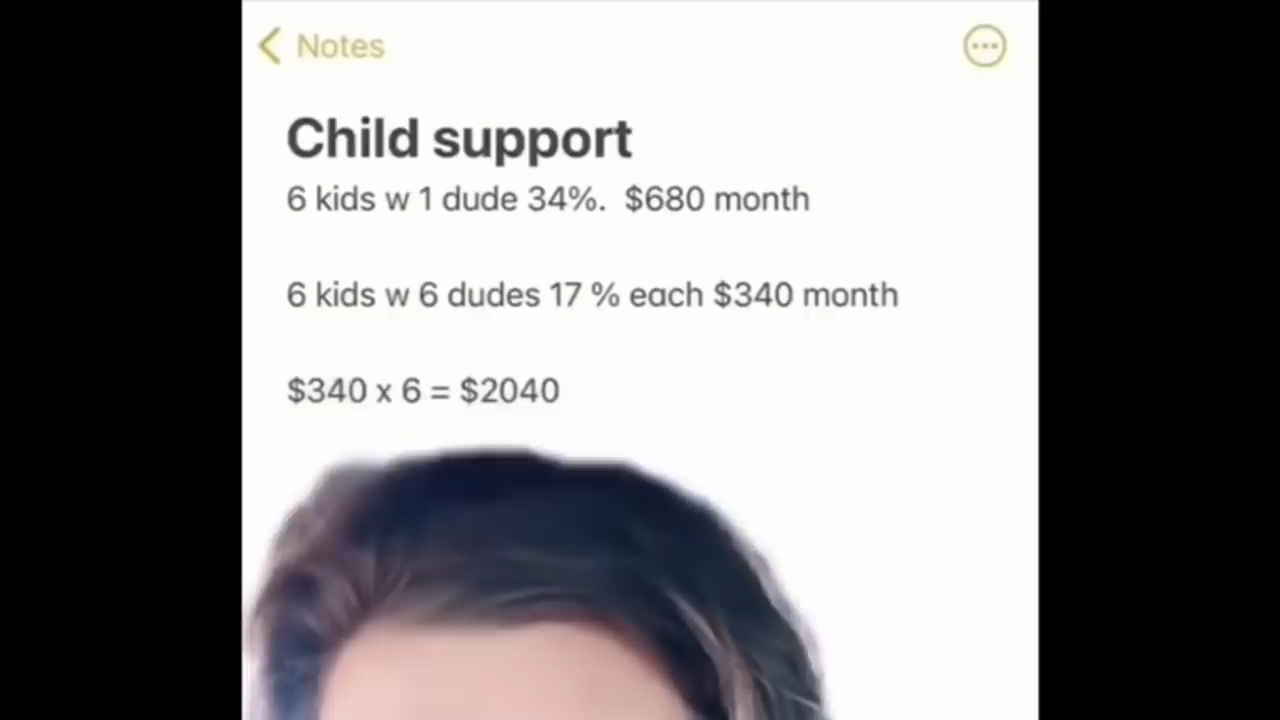 Notes
Child support
6 kids w 1 dude 34%.  $680 month
6 kids w 6 dudes 17 % each $340 month
$340 x 6 = $2040